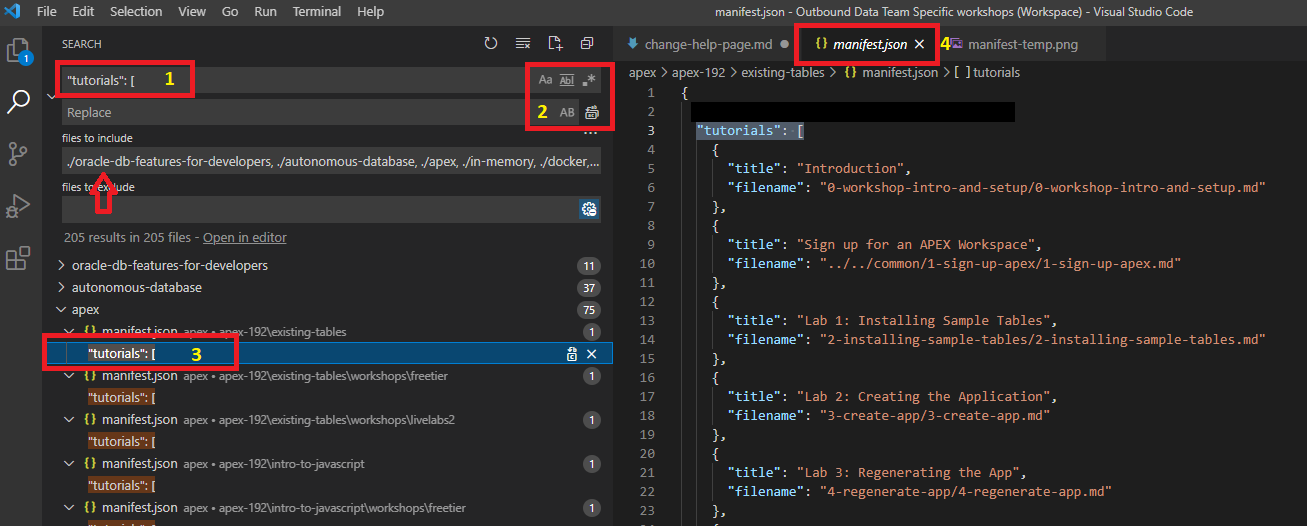 File Edit Selection View Go Run Terminal Help manifest.json - Outbound Data Team Specific workshops (Workspace) - Visual Studio Code
SEARCH
"tutorials": [ 1
Aa Abl .*
Replace
2 AB
files to include
./oracle-db-features-for-developers, ./autonomous-database, ./apex, ./in-memory, ./docker,...
files to exclude
205 results in 205 files - Open in editor
oracle-db-features-for-developers 11
autonomous-database 37
apex 75
{} manifest.json apex • apex-192\existing-tables 1
"tutorials": [ 3
{} manifest.json apex • apex-192\existing-tables\workshops\freetier 1
"tutorials": [
{} manifest.json apex • apex-192\existing-tables\workshops\livelabs2 1
"tutorials": [
{} manifest.json apex • apex-192\intro-to-javascript 1
"tutorials": [
{} manifest.json apex • apex-192\intro-to-javascript\workshops\freetier 1
"tutorials": [
1
change-help-page.md {} manifest.json 4 manifest-temp.png
apex > apex-192 > existing-tables > {} manifest.json > [ ] tutorials
1 {
2
3 "tutorials": [
4 {
5 "title": "Introduction",
6 "filename": "0-workshop-intro-and-setup/0-workshop-intro-and-setup.md"
7 },
8 {
9 "title": "Sign up for an APEX Workspace",
10 "filename": "../../common/1-sign-up-apex/1-sign-up-apex.md"
11 },
12 {
13 "title": "Lab 1: Installing Sample Tables",
14 "filename": "2-installing-sample-tables/2-installing-sample-tables.md"
15 },
16 {
17 "title": "Lab 2: Creating the Application",
18 "filename": "3-create-app/3-create-app.md"
19 },
20 {
21 "title": "Lab 3: Regenerating the App",
22 "filename": "4-regenerate-app/4-regenerate-app.md"
23 },
24 {